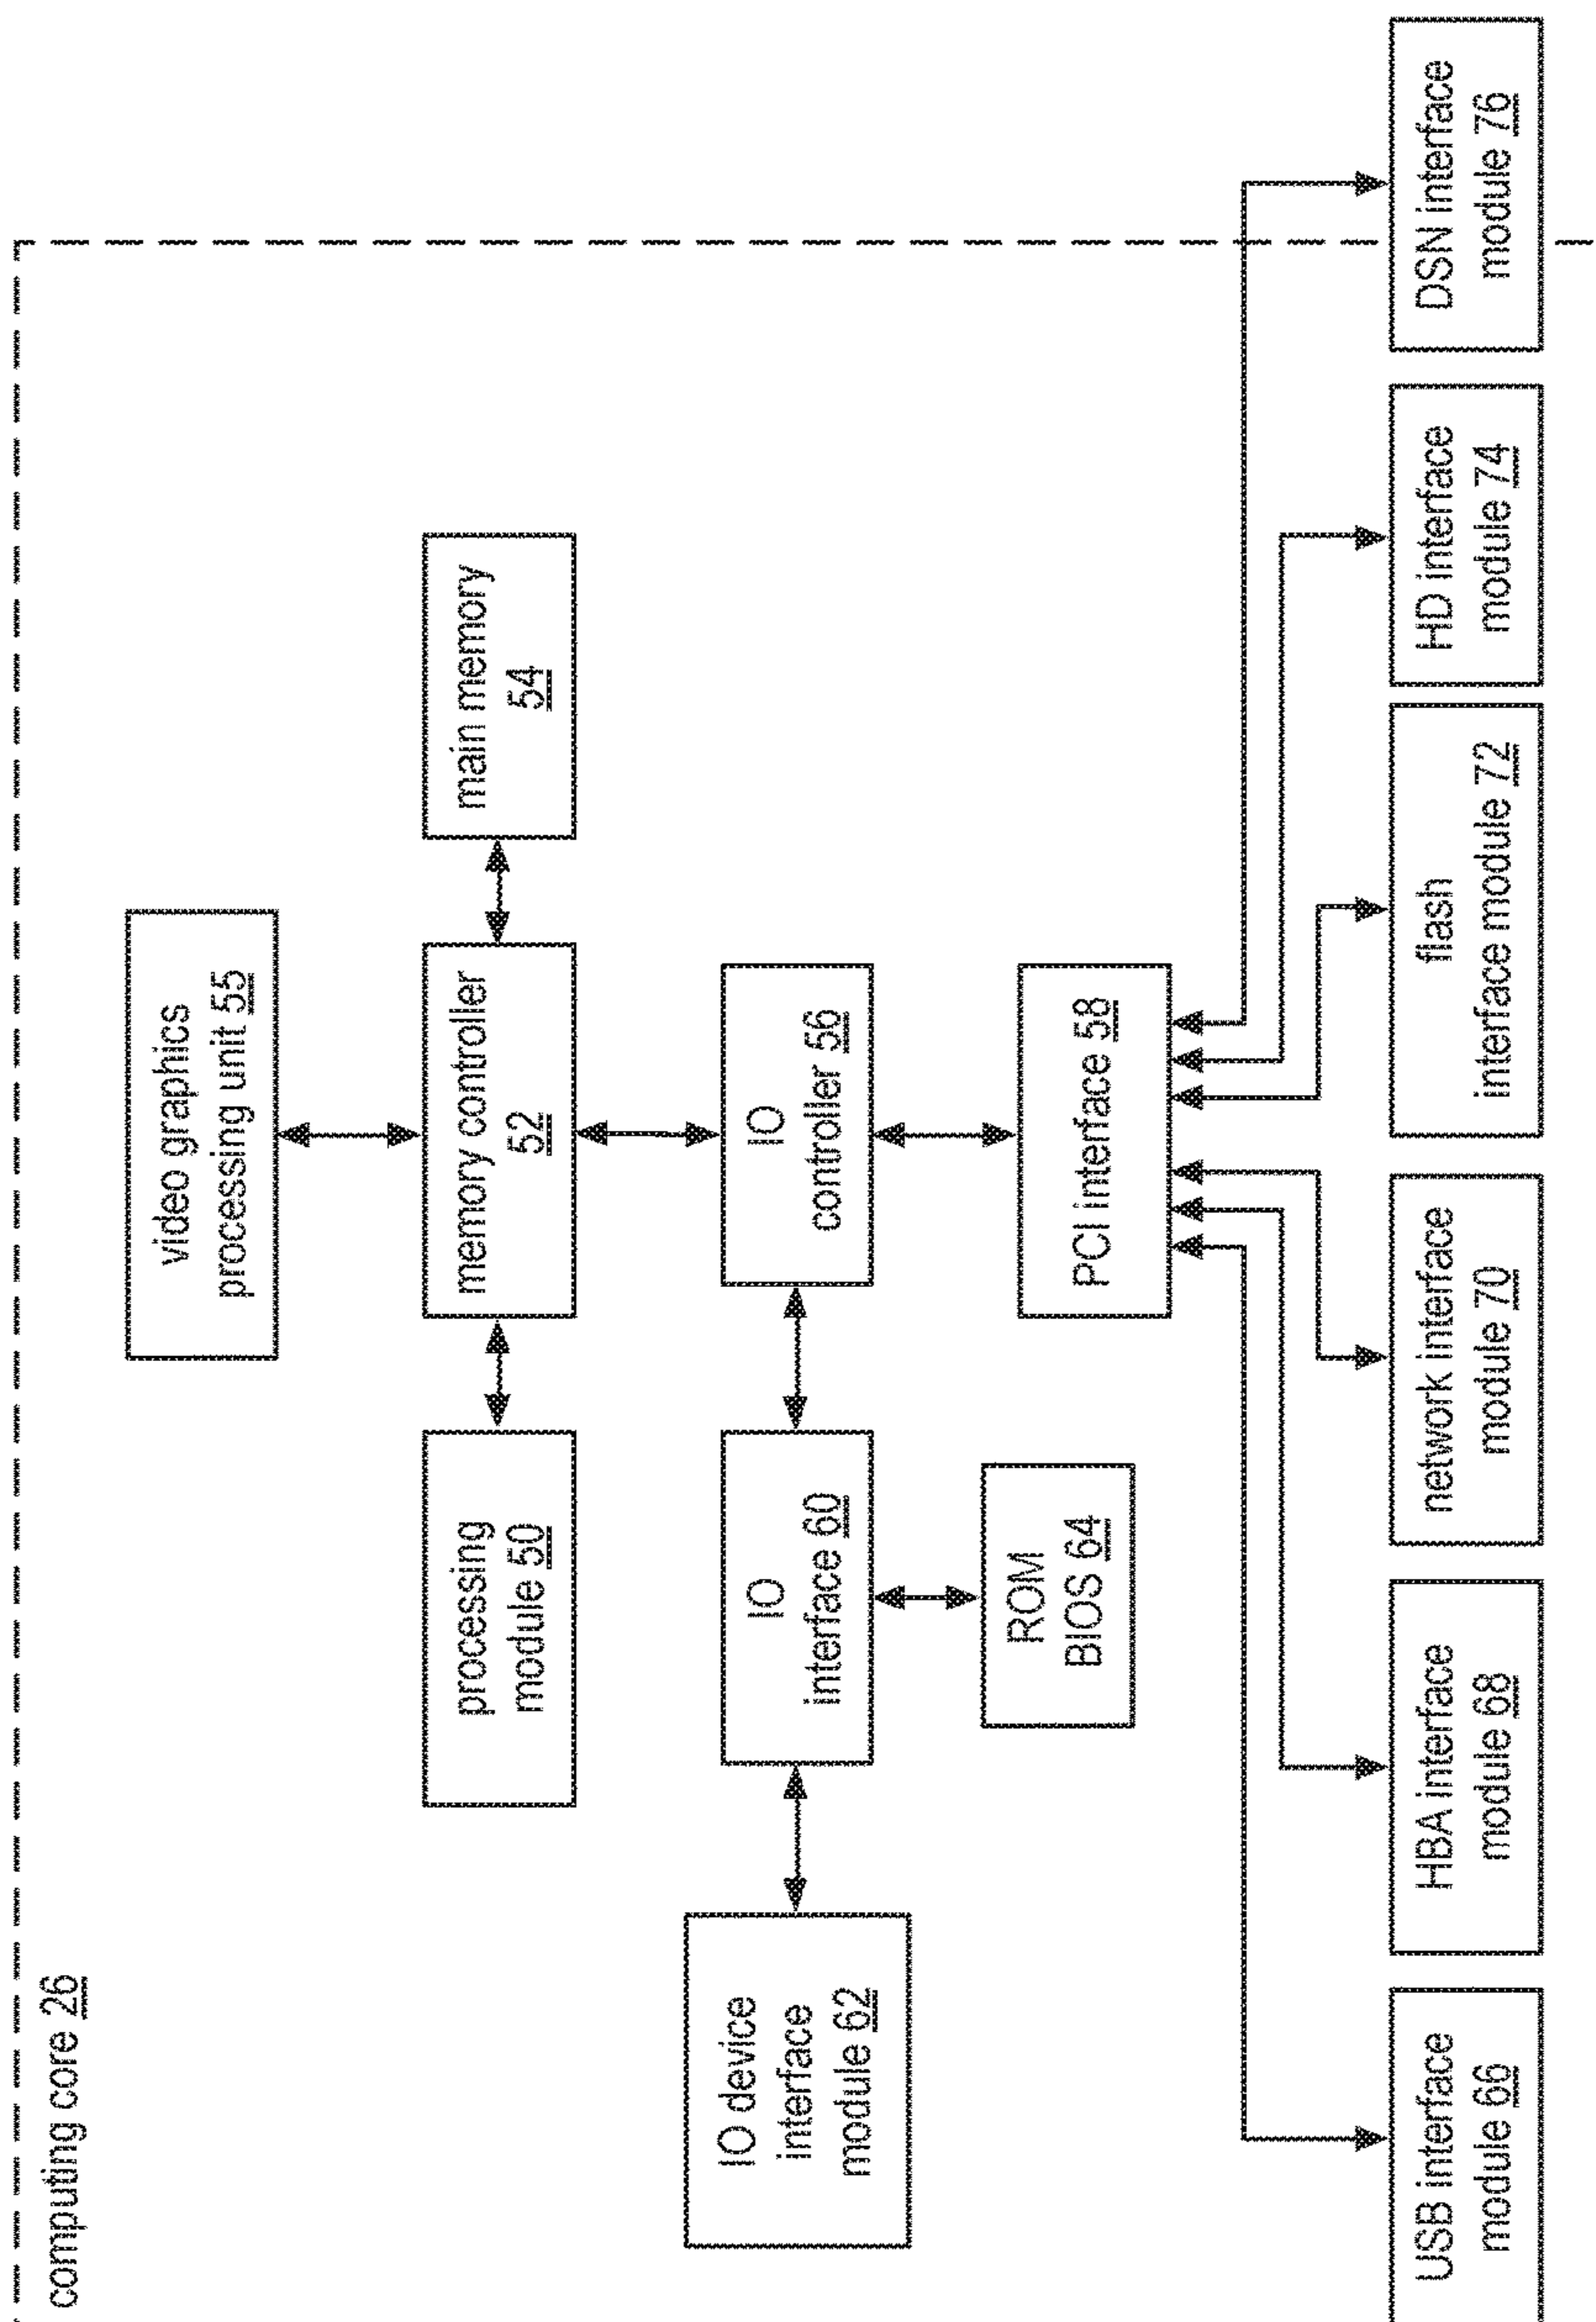 computing core 26
video graphics
processing unit 55
processing
module 50
memory controller
52
main memory
54
IO device
interface
module 62
IO
interface 60
IO
controller 56
ROM
BIOS 64
PCI interface 58
USB interface
module 66
HBA interface
module 68
network interface
module 70
flash
interface module 72
HD interface
module 74
DSN interface
module 76